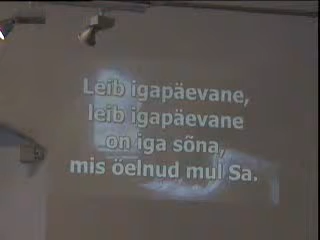 Leib igapäevane,
leib igapäevane
on iga sõna,
mis öelnud mul Sa.